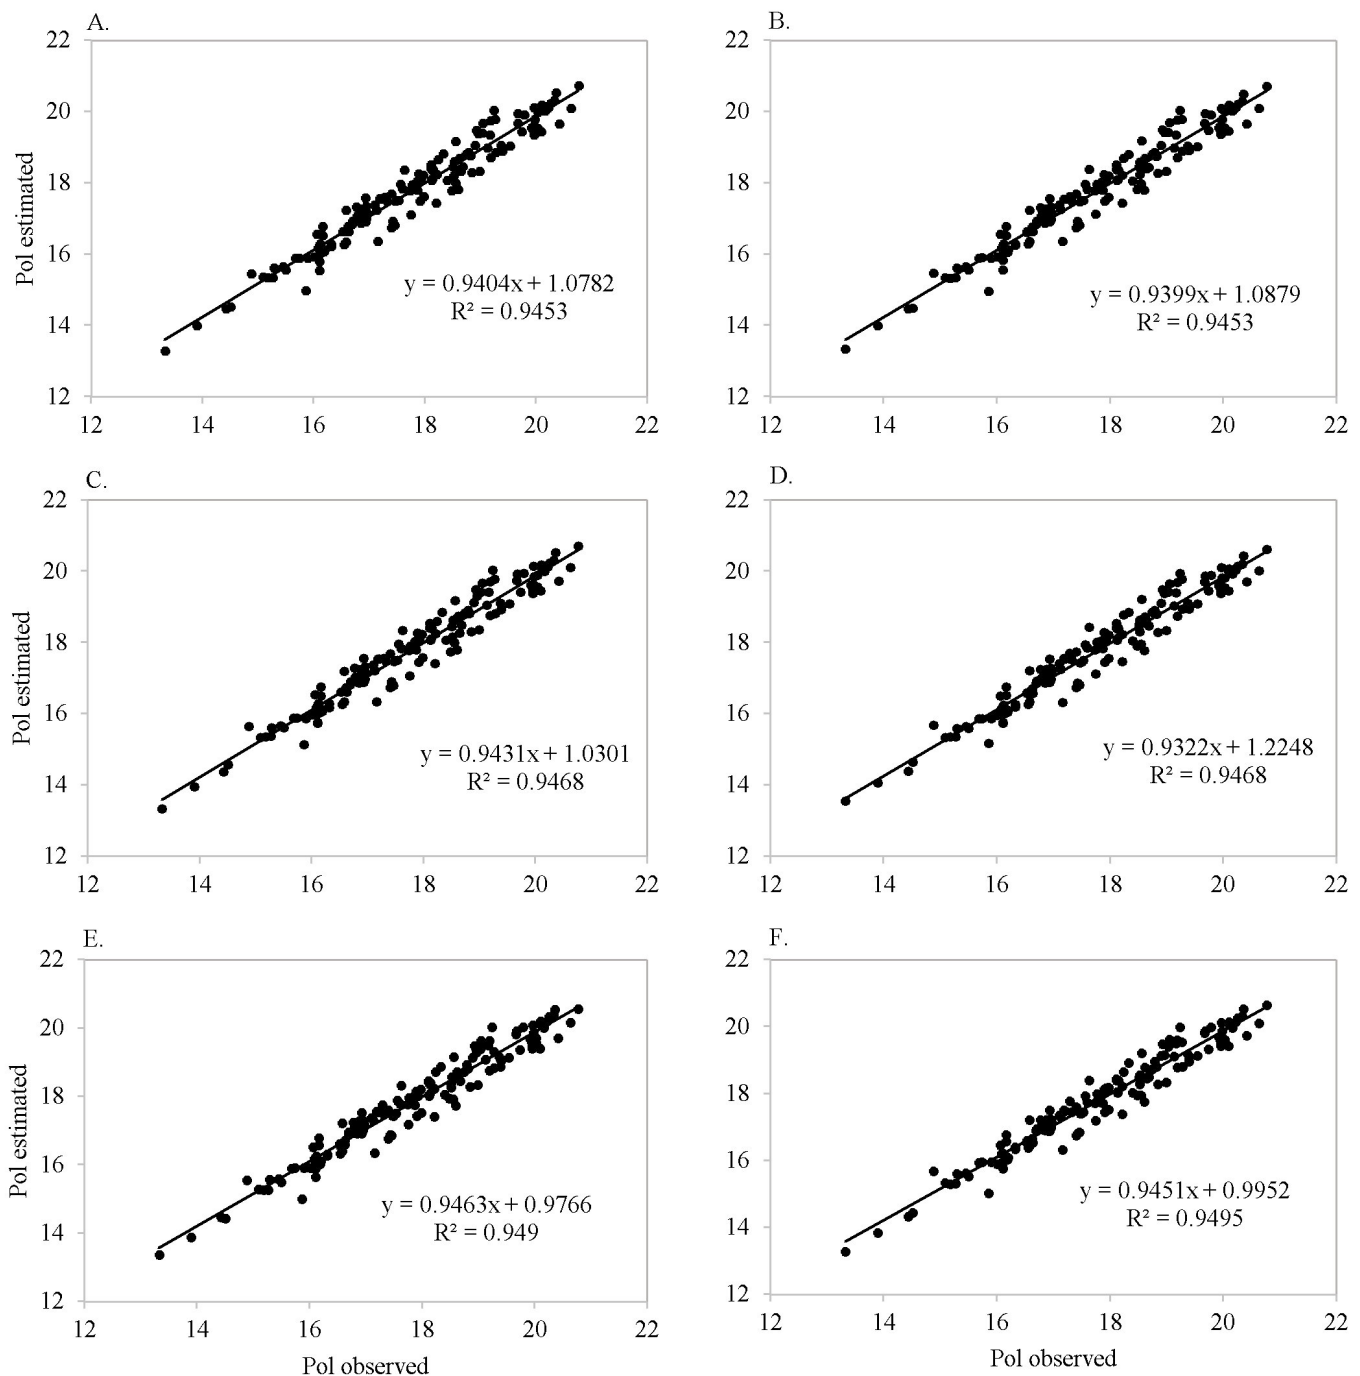 A.
22
20
18
16
14
12
12 14 16 18 20 22
Pol estimated
y = 0.9404x + 1.0782
R² = 0.9453
B.
22
20
18
16
14
12
12 14 16 18 20 22
y = 0.9399x + 1.0879
R² = 0.9453
C.
22
20
18
16
14
12
12 14 16 18 20 22
Pol estimated
y = 0.9431x + 1.0301
R² = 0.9468
D.
22
20
18
16
14
12
12 14 16 18 20 22
y = 0.9322x + 1.2248
R² = 0.9468
E.
22
20
18
16
14
12
12 14 16 18 20 22
Pol estimated
y = 0.9463x + 0.9766
R² = 0.949
Pol observed
F.
22
20
18
16
14
12
12 14 16 18 20 22
y = 0.9451x + 0.9952
R² = 0.9495
Pol observed